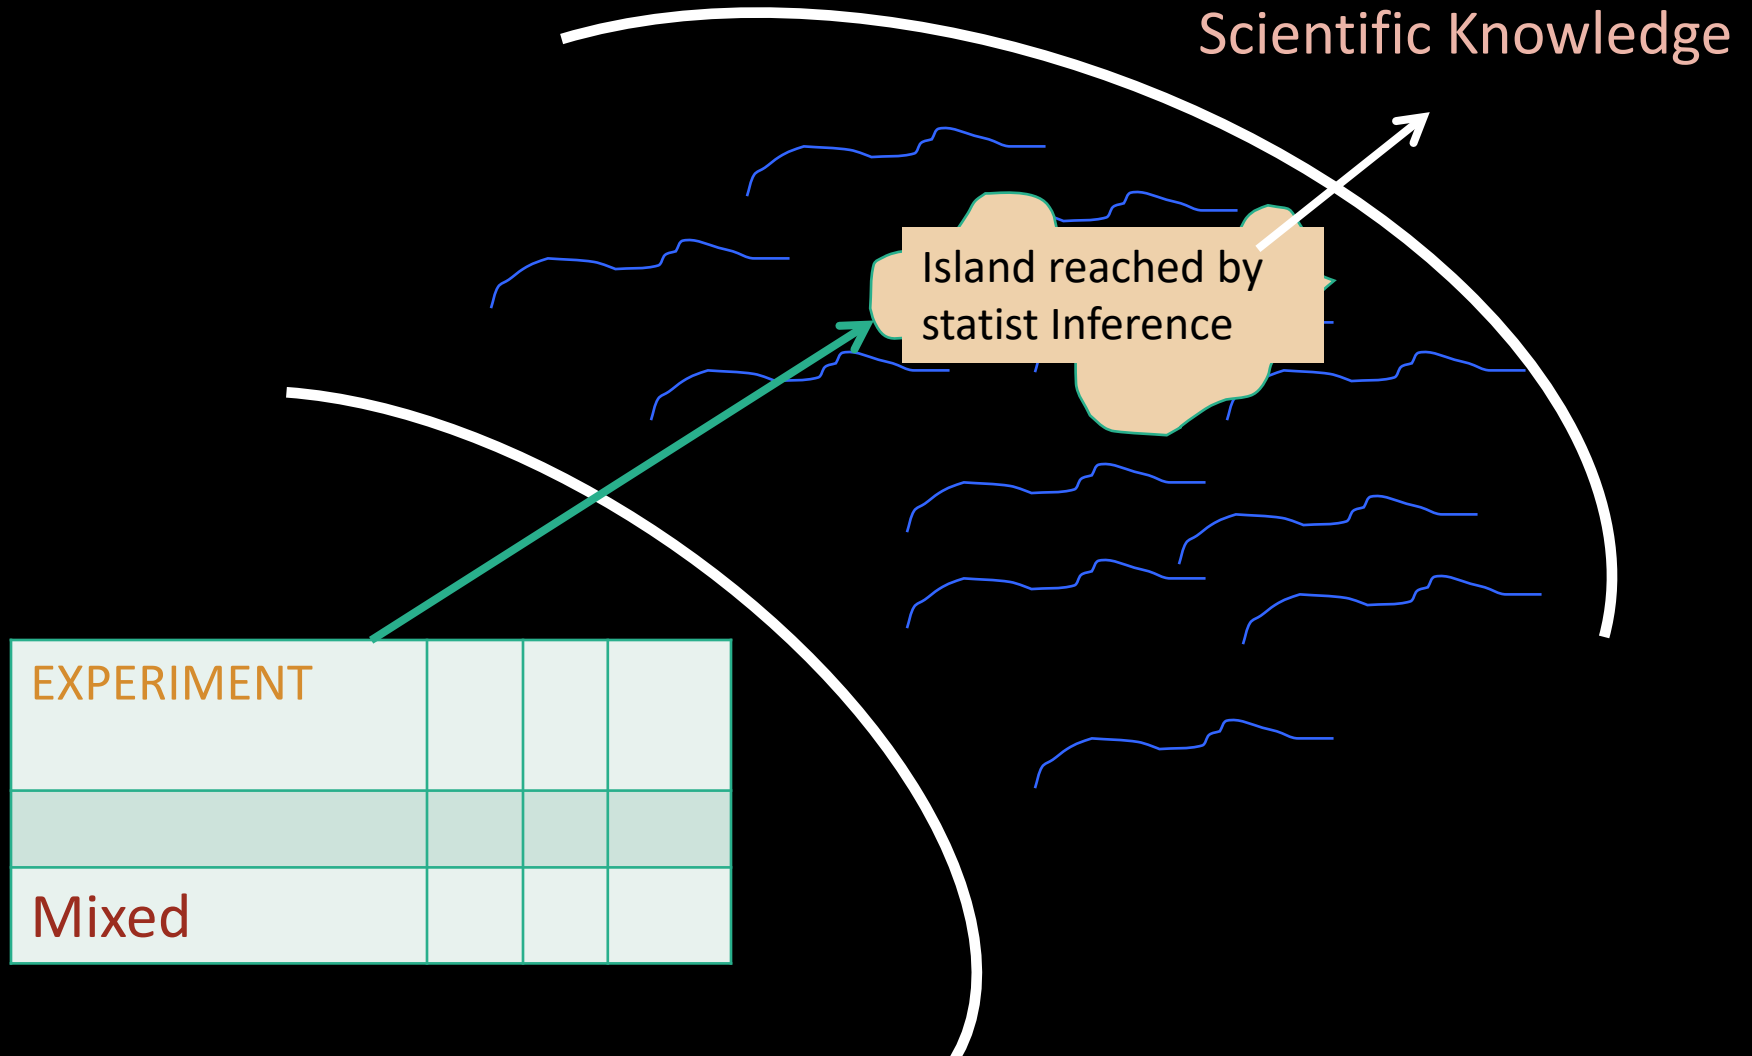 Scientific Knowledge
Island reached by
statist Inference
EXPERIMENT
Mixed